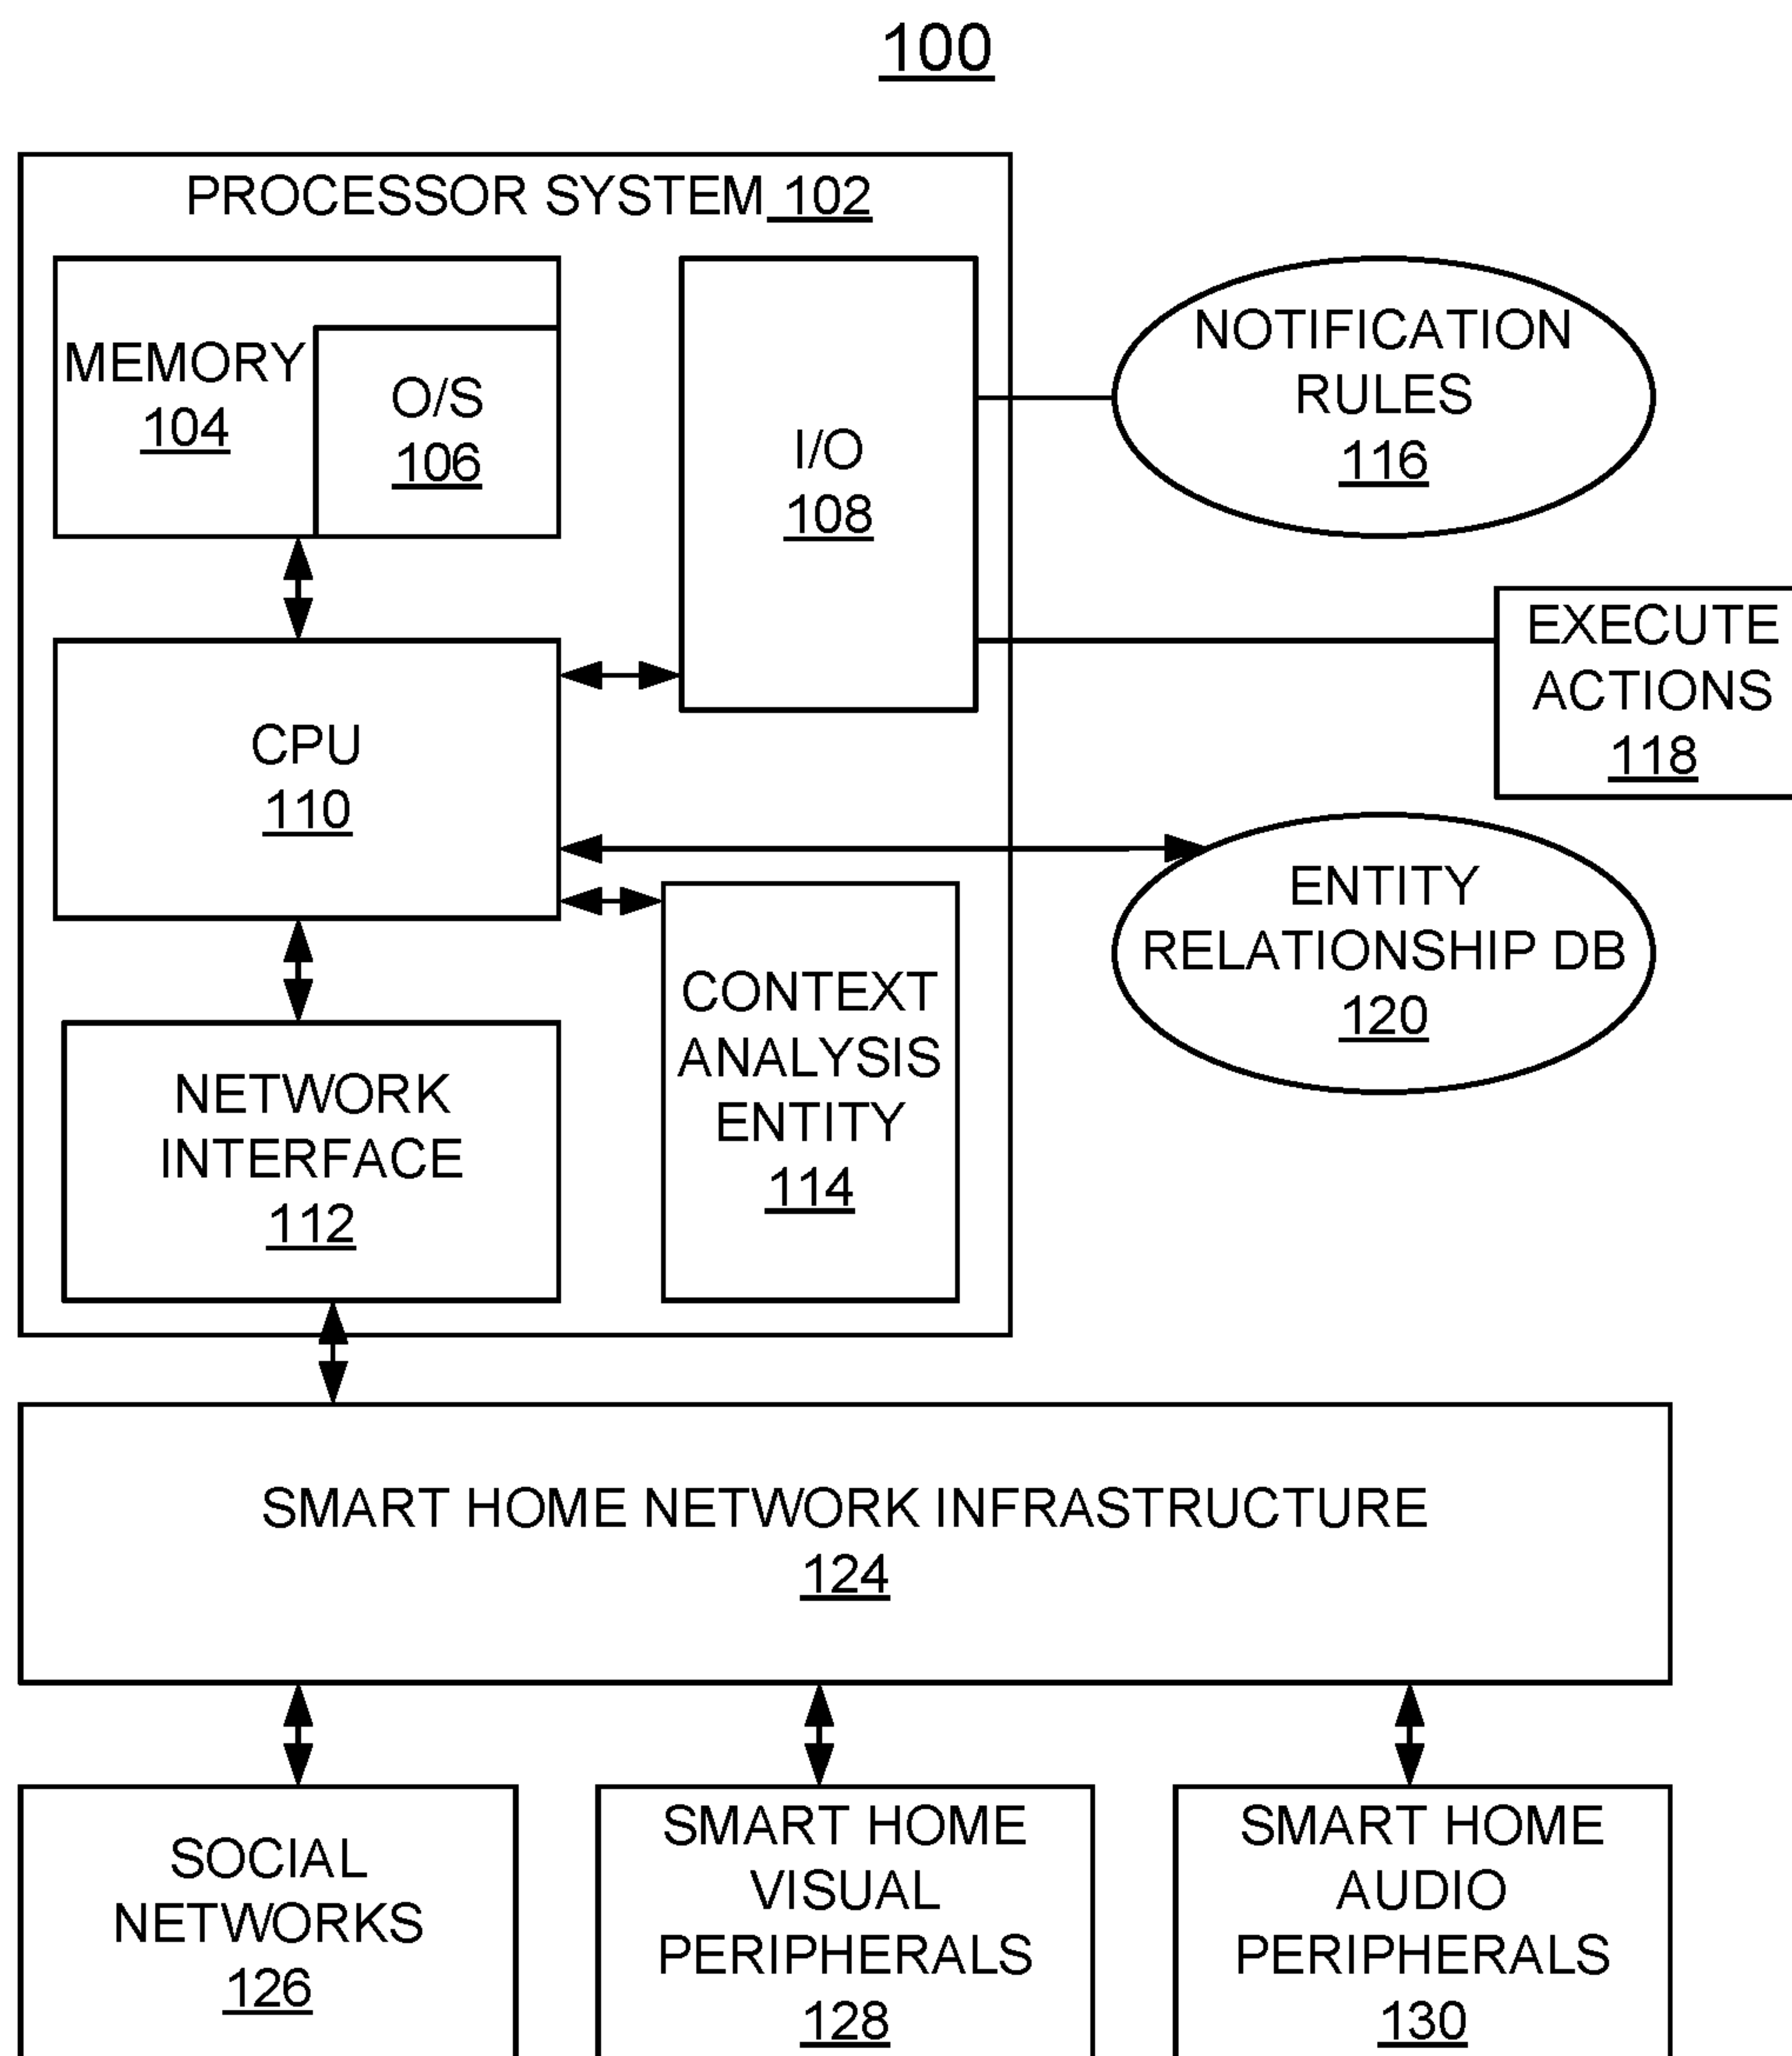 100
PROCESSOR SYSTEM 102
MEMORY
104
O/S
106
I/O
108
NOTIFICATION
RULES
116
EXECUTE
ACTIONS
118
CPU
110
ENTITY
RELATIONSHIP DB
120
CONTEXT
ANALYSIS
ENTITY
114
NETWORK
INTERFACE
112
SMART HOME NETWORK INFRASTRUCTURE
124
SOCIAL
NETWORKS
126
SMART HOME
VISUAL
PERIPHERALS
128
SMART HOME
AUDIO
PERIPHERALS
130